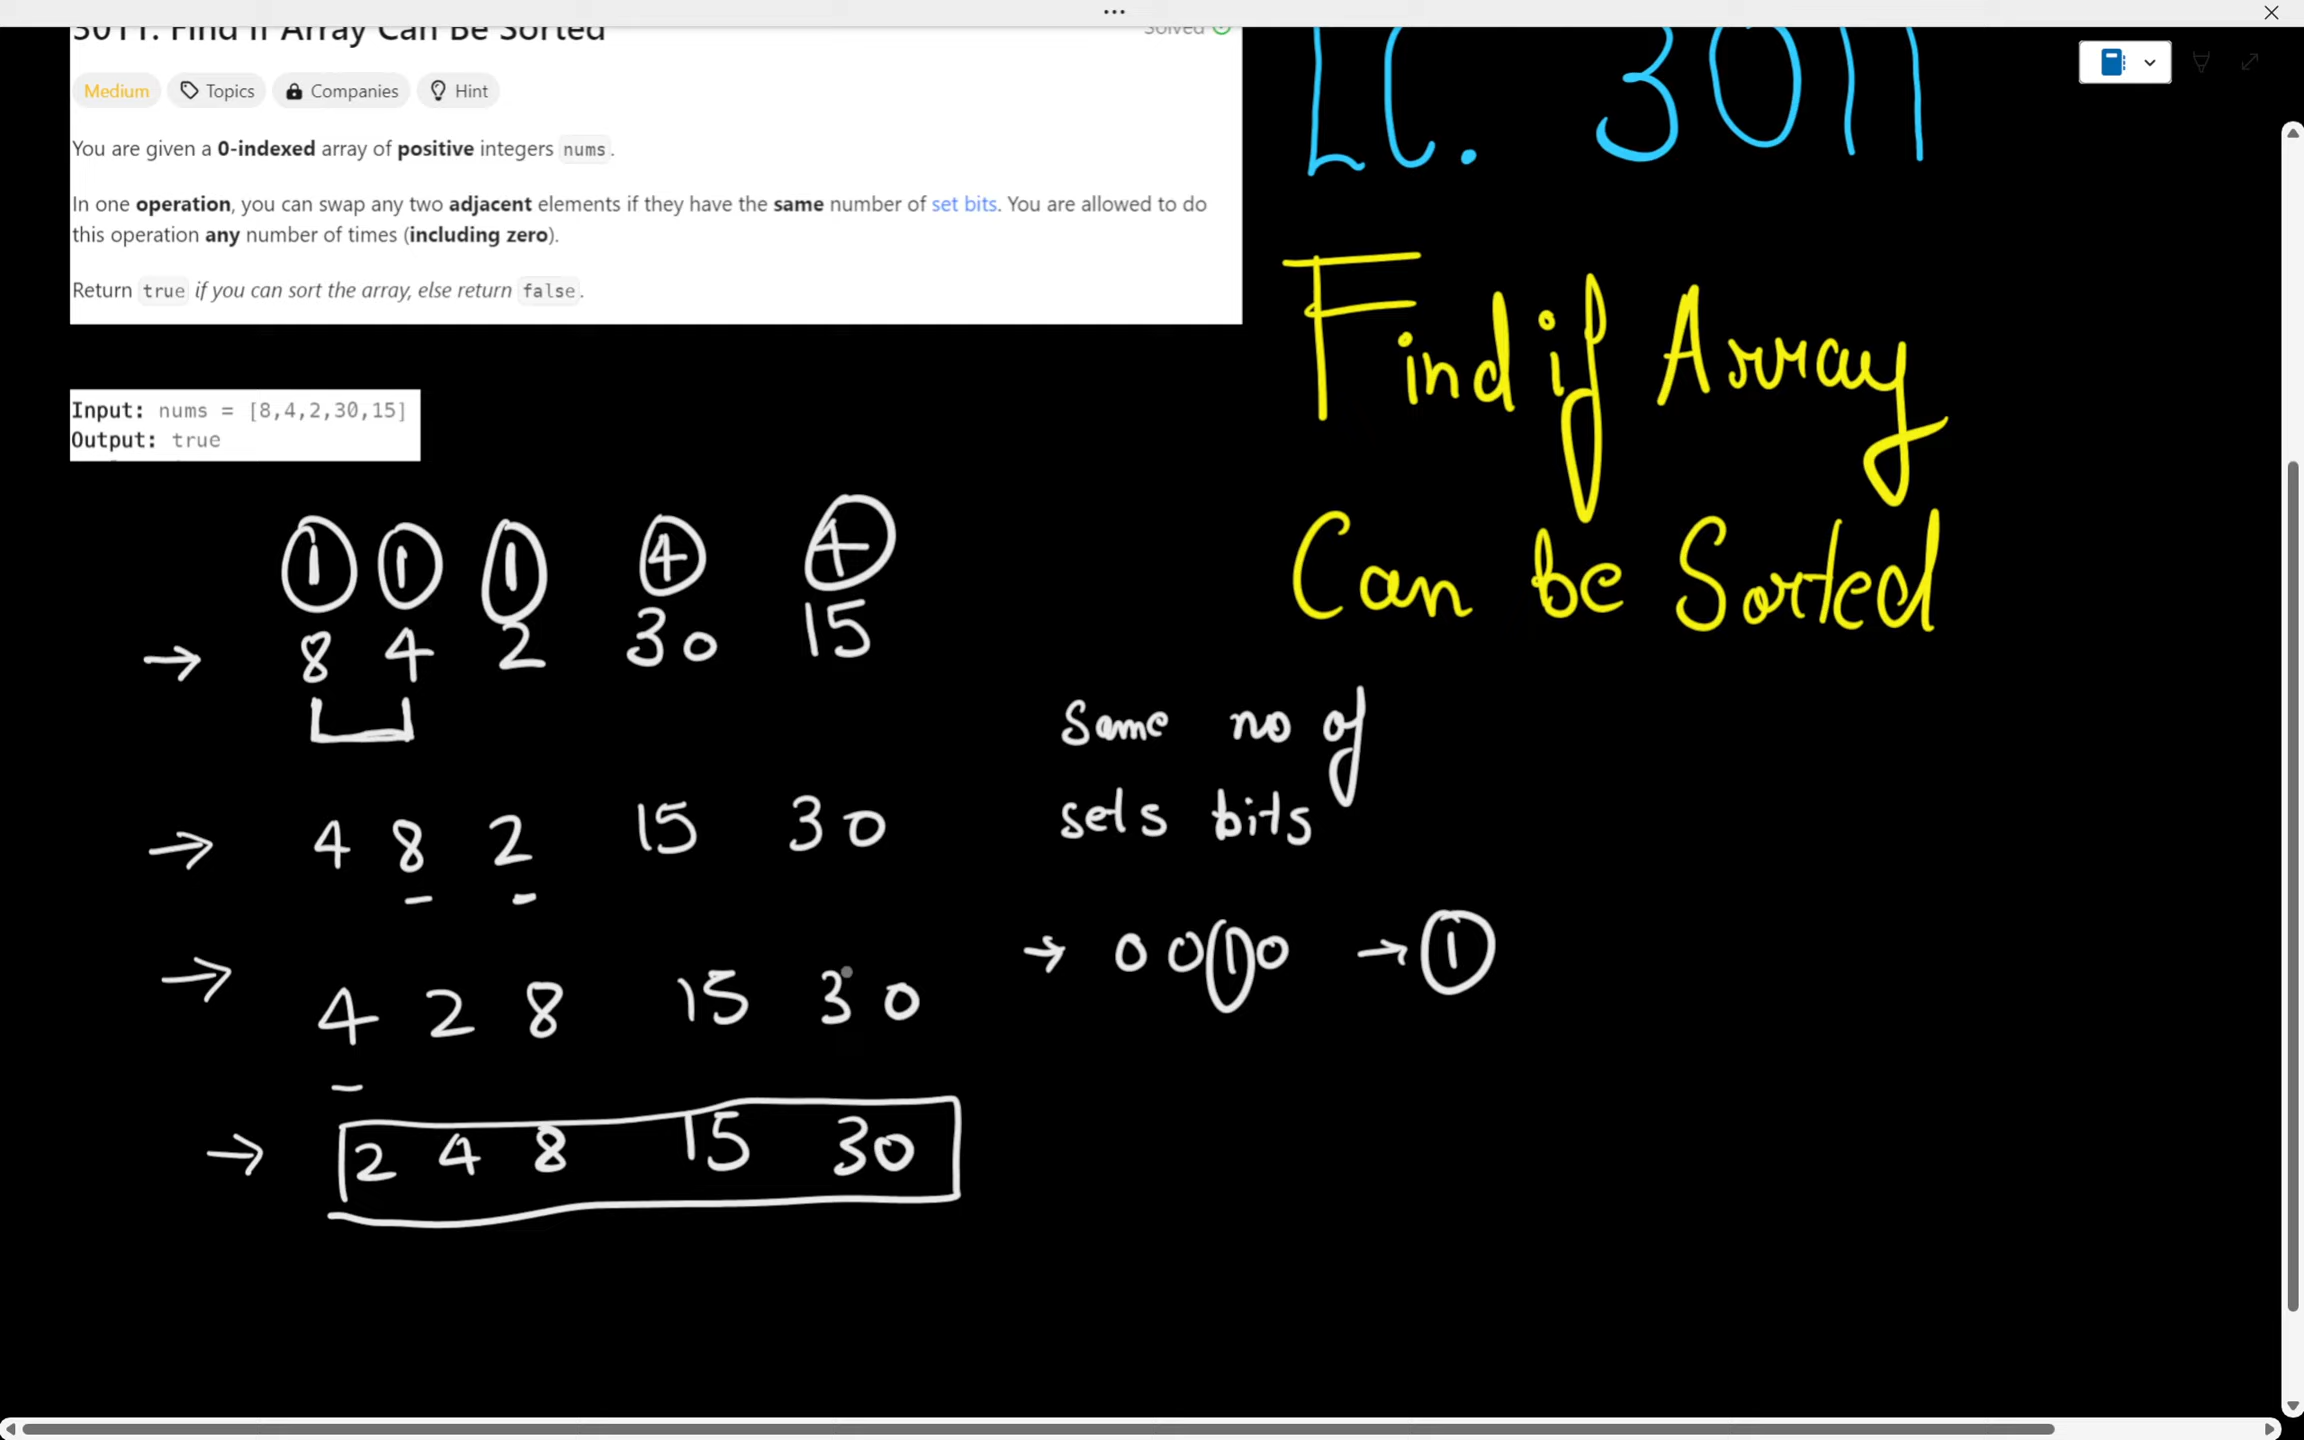 3011. Find if Array Can Be Sorted
Solved
Medium Topics Companies Hint
You are given a 0-indexed array of positive integers nums.
In one operation, you can swap any two adjacent elements if they have the same number of set bits. You are allowed to do
this operation any number of times (including zero).
Return true if you can sort the array, else return false.
LC. 3011
Find if Array
Can be Sorted
Input: nums = [8,4,2,30,15]
Output: true
1 1 1 4 4
→ 8 4 2 30 15
→ 4 8 2 15 30
→ 4 2 8 15 30
→ 2 4 8 15 30
Same no of
sets bits
→ 0010 → 1